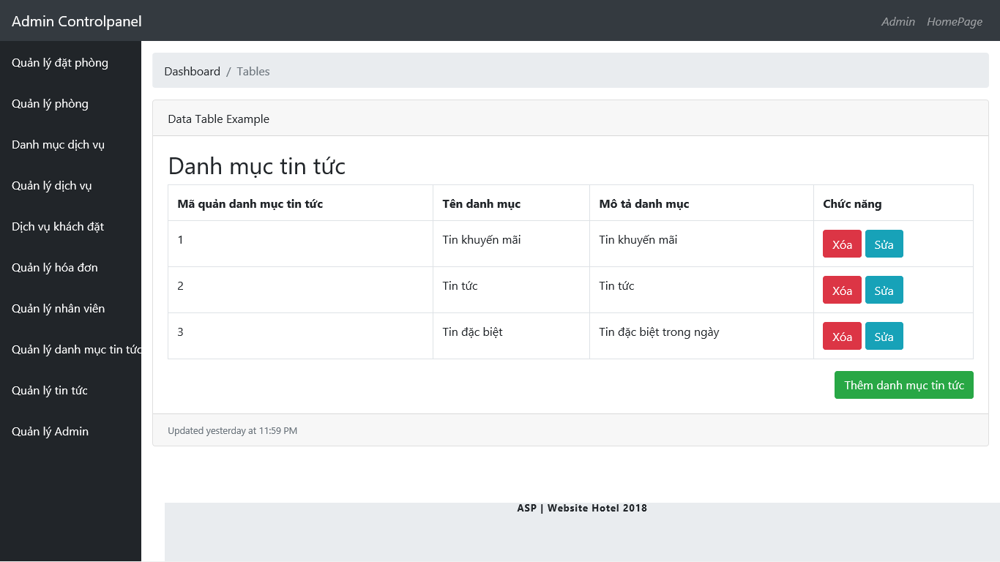 Admin Controlpanel
Admin HomePage
Quản lý đặt phòng
Quản lý phòng
Danh mục dịch vụ
Quản lý dịch vụ
Dịch vụ khách đặt
Quản lý hóa đơn
Quản lý nhân viên
Quản lý danh mục tin tức
Quản lý tin tức
Quản lý Admin
Dashboard / Tables
Data Table Example
Danh mục tin tức
Mã quản danh mục tin tức Tên danh mục Mô tả danh mục Chức năng
1 Tin khuyến mãi Tin khuyến mãi Xóa Sửa
2 Tin tức Tin tức Xóa Sửa
3 Tin đặc biệt Tin đặc biệt trong ngày Xóa Sửa
Thêm danh mục tin tức
Updated yesterday at 11:59 PM
ASP | Website Hotel 2018